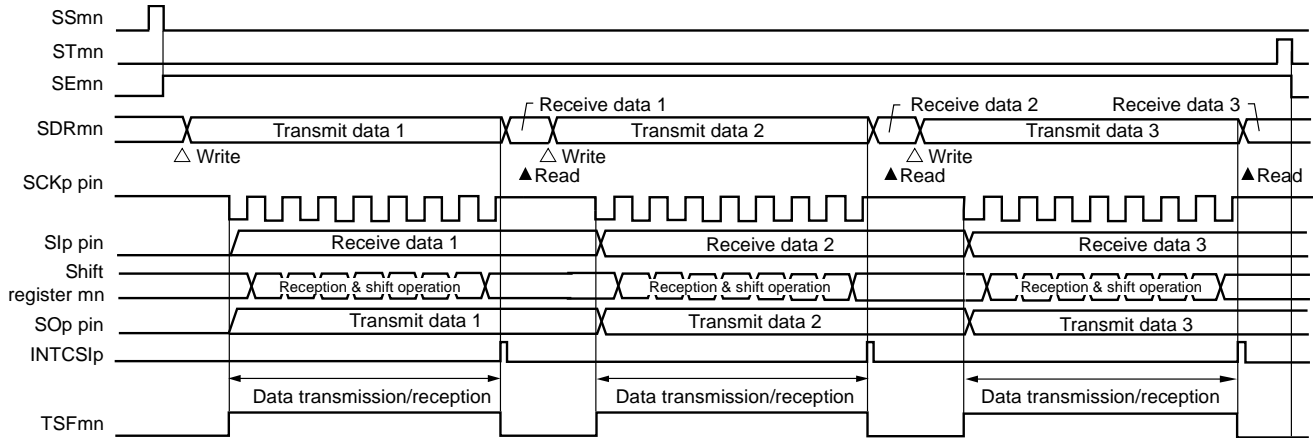 SSmn
STmn
SEmn
Receive data 1
Receive data 2
Receive data 3
SDRmn
Transmit data 1
Transmit data 2
Transmit data 3
△ Write
△ Write
△ Write
▲Read
▲Read
▲Read
SCKp pin
SIp pin
Receive data 1
Receive data 2
Receive data 3
Shift
register mn
Reception & shift operation
Reception & shift operation
Reception & shift operation
SOp pin
Transmit data 1
Transmit data 2
Transmit data 3
INTCSIp
Data transmission/reception
Data transmission/reception
Data transmission/reception
TSFmn